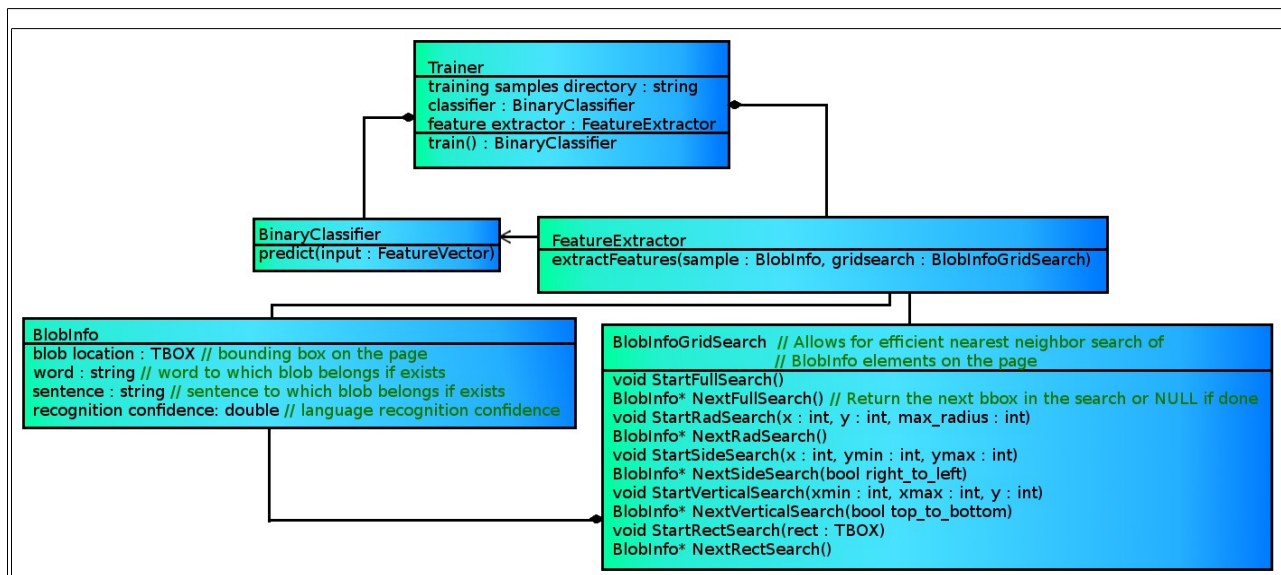 Trainer
training samples directory : string
classifier : BinaryClassifier
feature extractor : FeatureExtractor
train() : BinaryClassifier
BinaryClassifier
predict(input : FeatureVector)
FeatureExtractor
extractFeatures(sample : BlobInfo, gridsearch : BlobInfoGridSearch)
BlobInfo
blob location : TBOX // bounding box on the page
word : string // word to which blob belongs if exists
sentence : string // sentence to which blob belongs if exists
recognition confidence: double // language recognition confidence
BlobInfoGridSearch // Allows for efficient nearest neighbor search of
// BlobInfo elements on the page
void StartFullSearch()
BlobInfo* NextFullSearch() // Return the next bbox in the search or NULL if done
void StartRadSearch(x : int, y : int, max_radius : int)
BlobInfo* NextRadSearch()
void StartSideSearch(x : int, ymin : int, ymax : int)
BlobInfo* NextSideSearch(bool right_to_left)
void StartVerticalSearch(xmin : int, xmax : int, y : int)
BlobInfo* NextVerticalSearch(bool top_to_bottom)
void StartRectSearch(rect : TBOX)
BlobInfo* NextRectSearch()